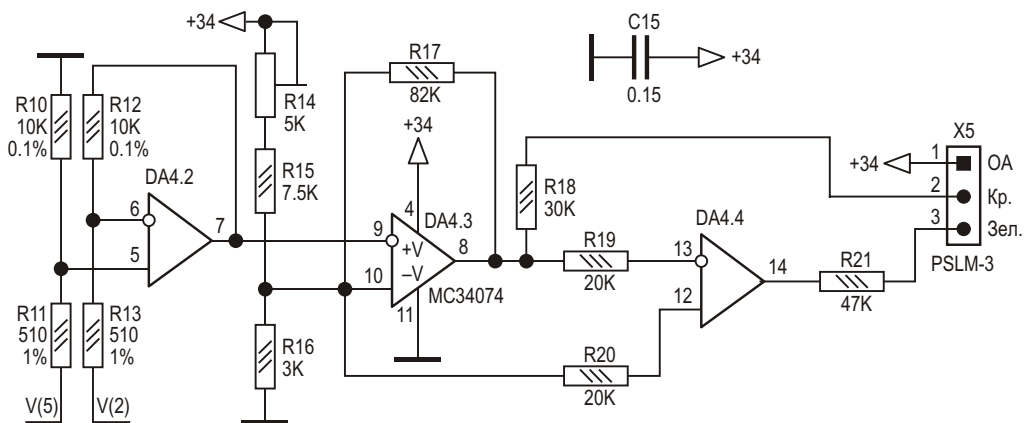 +34
R10
10K
0.1%
R12
10K
0.1%
DA4.2
6
5
7
R11
510
1%
R13
510
1%
V(5)
V(2)
R14
5K
R15
7.5K
R16
3K
R17
82K
+34
4
DA4.3
9
+V
10
–V
8
MC34074
11
C15
0.15
+34
R18
30K
R19
20K
R20
20K
DA4.4
13
12
14
R21
47K
X5
+34
1
ОА
2
Кр.
3
Зел.
PSLM-3